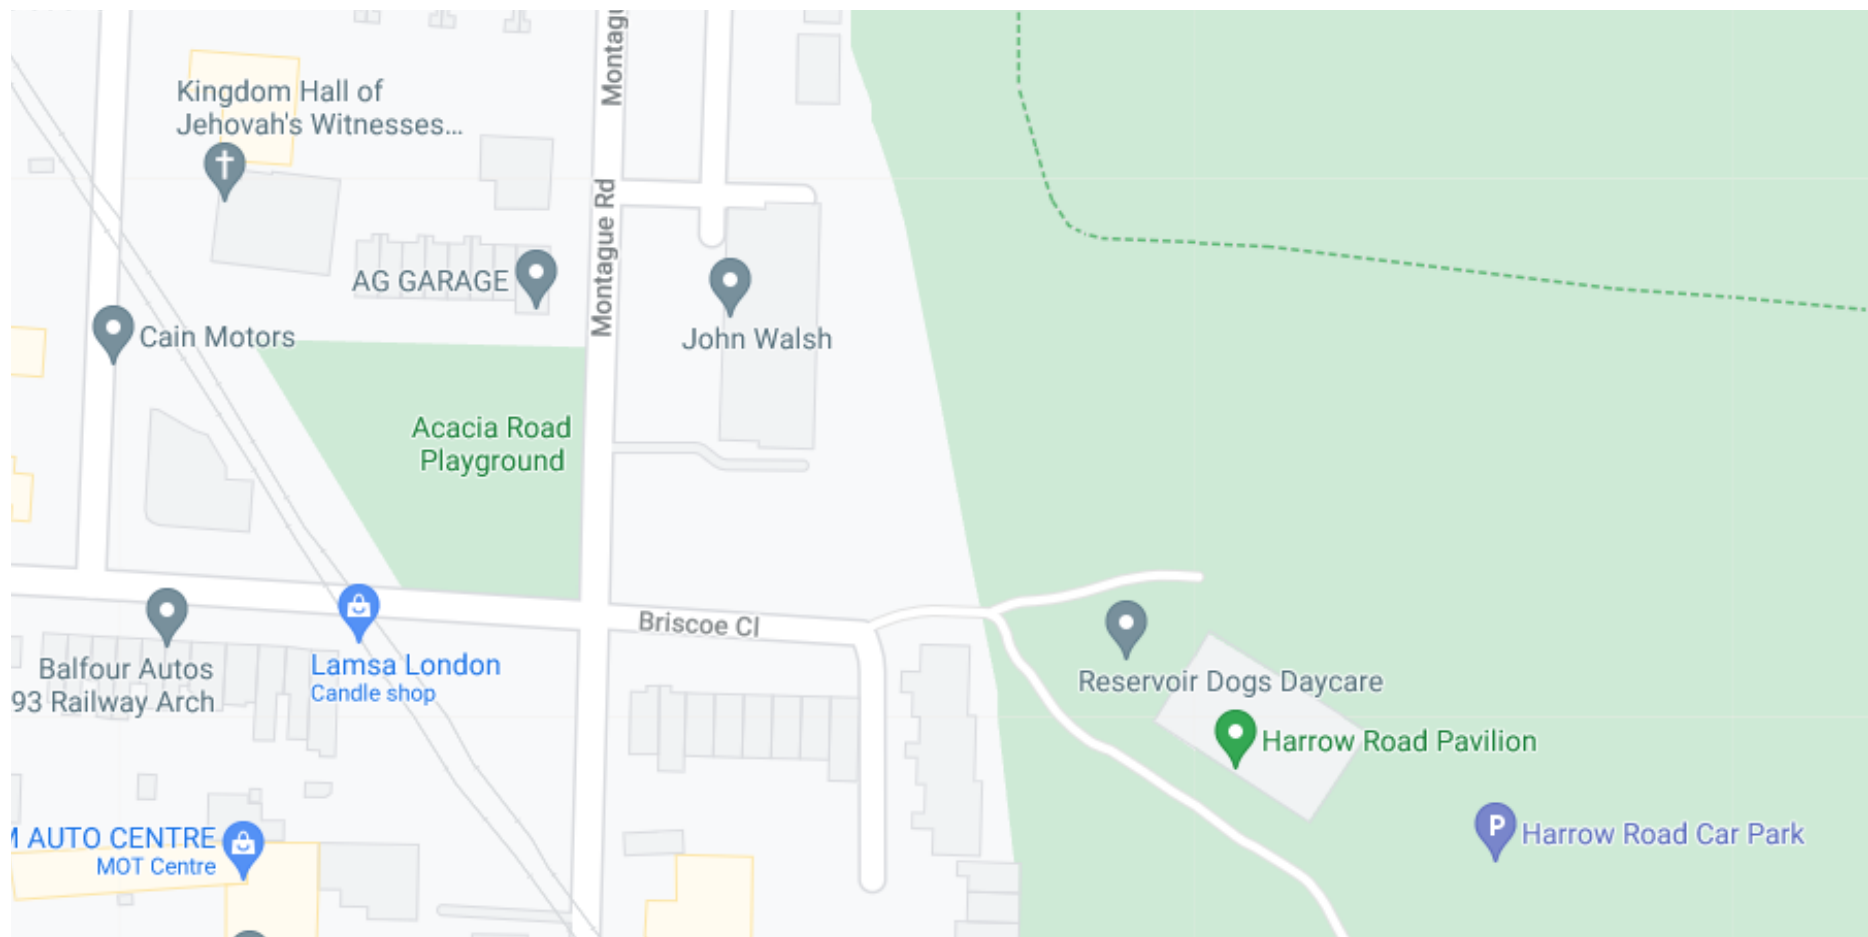 Montagu
Kingdom Hall of
Jehovah's Witnesses...
Montague Rd
AG GARAGE
Cain Motors
John Walsh
Acacia Road
Playground
Briscoe Cl
Balfour Autos
93 Railway Arch
Lamsa London
Candle shop
Reservoir Dogs Daycare
Harrow Road Pavilion
P
Harrow Road Car Park
M AUTO CENTRE
MOT Centre